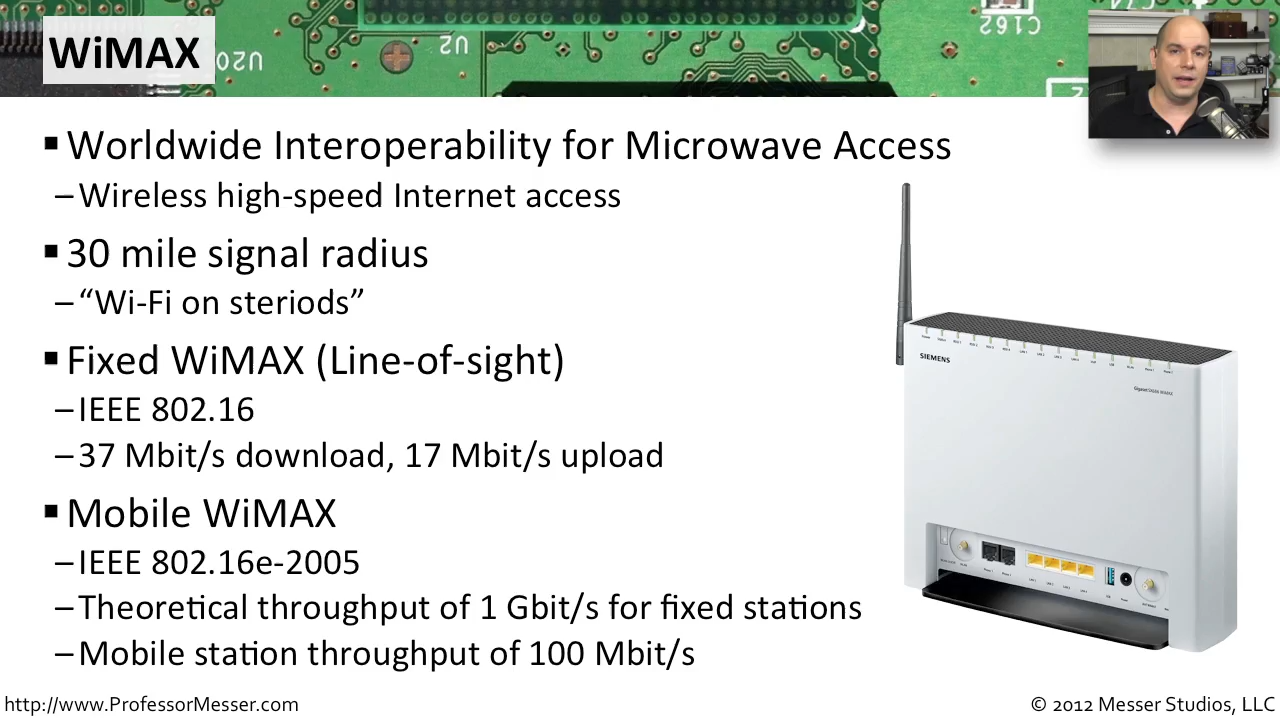 WiMAX
U20
U2
C162
▪ Worldwide Interoperability for Microwave Access
– Wireless high-speed Internet access
▪ 30 mile signal radius
– “Wi-Fi on steriods”
▪ Fixed WiMAX (Line-of-sight)
– IEEE 802.16
– 37 Mbit/s download, 17 Mbit/s upload
▪ Mobile WiMAX
– IEEE 802.16e-2005
– Theoretical throughput of 1 Gbit/s for fixed stations
– Mobile station throughput of 100 Mbit/s
SIEMENS
http://www.ProfessorMesser.com
© 2012 Messer Studios, LLC